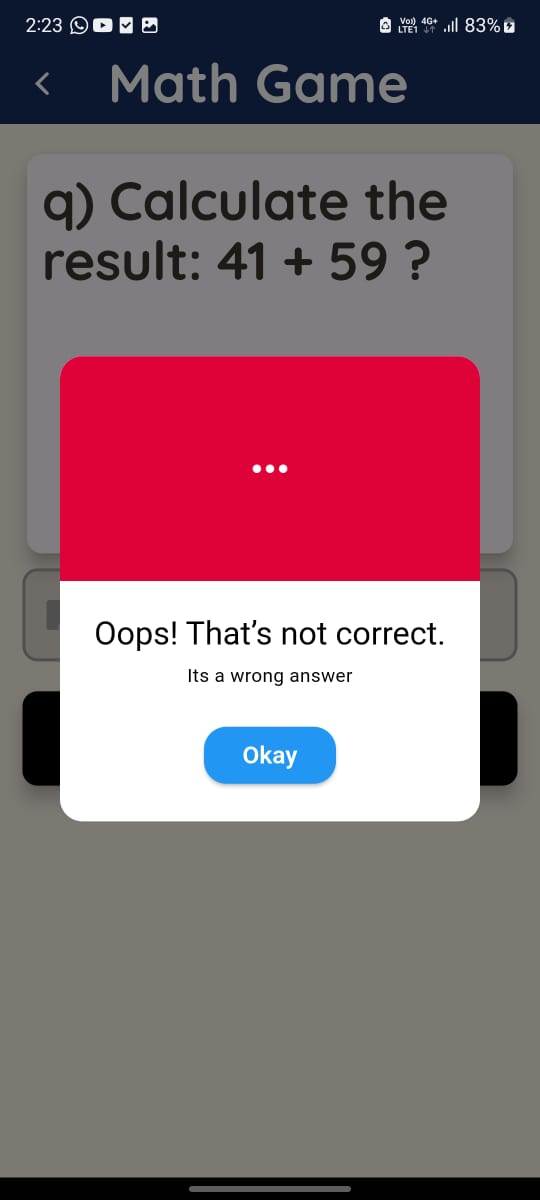 2:23 Vo)) LTE1 4G+ 83%
Math Game
q) Calculate the
result: 41 + 59 ?
Oops! That's not correct.
Its a wrong answer
Okay